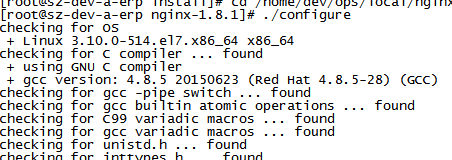 [root@sz-dev-a-erp install]# cd /home/dev/ops/local/nginx
[root@sz-dev-a-erp nginx-1.8.1]# ./configure
checking for OS
+ Linux 3.10.0-514.el7.x86_64 x86_64
checking for C compiler ... found
+ using GNU C compiler
+ gcc version: 4.8.5 20150623 (Red Hat 4.8.5-28) (GCC)
checking for gcc -pipe switch ... found
checking for gcc builtin atomic operations ... found
checking for C99 variadic macros ... found
checking for gcc variadic macros ... found
checking for unistd.h ... found
checking for inttypes.h ... found